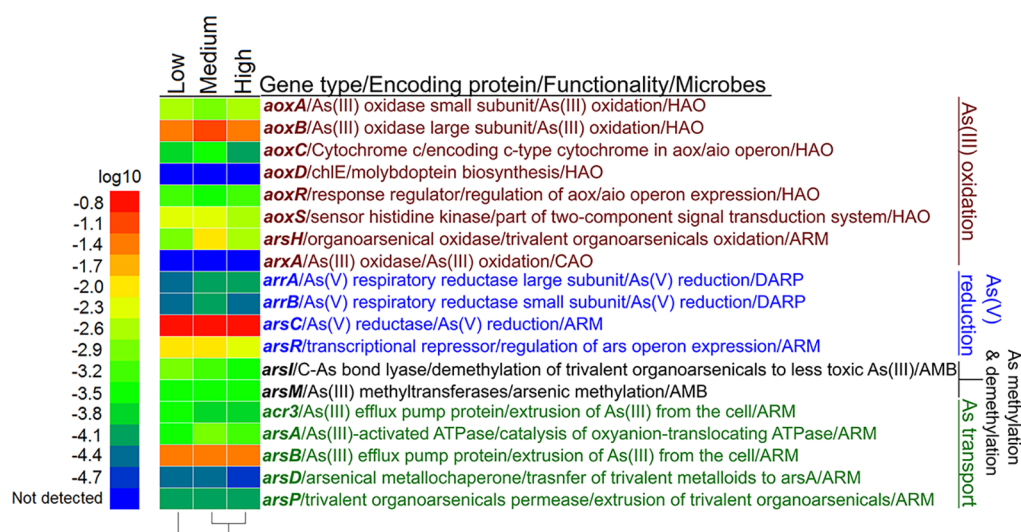 Low
Medium
High
Gene type/Encoding protein/Functionality/Microbes
aoxA/As(III) oxidase small subunit/As(III) oxidation/HAO
aoxB/As(III) oxidase large subunit/As(III) oxidation/HAO
aoxC/Cytochrome c/encoding c-type cytochrome in aox/aio operon/HAO
aoxD/chlE/molybdoptein biosynthesis/HAO
aoxR/response regulator/regulation of aox/aio operon expression/HAO
aoxS/sensor histidine kinase/part of two-component signal transduction system/HAO
arsH/organoarsenical oxidase/trivalent organoarsenicals oxidation/ARM
arxA/As(III) oxidase/As(III) oxidation/CAO
arrA/As(V) respiratory reductase large subunit/As(V) reduction/DARP
arrB/As(V) respiratory reductase small subunit/As(V) reduction/DARP
arsC/As(V) reductase/As(V) reduction/ARM
arsR/transcriptional repressor/regulation of ars operon expression/ARM
arsI/C-As bond lyase/demethylation of trivalent organoarsenicals to less toxic As(III)/AMB
arsM/As(III) methyltransferases/arsenic methylation/AMB
acr3/As(III) efflux pump protein/extrusion of As(III) from the cell/ARM
arsA/As(III)-activated ATPase/catalysis of oxyanion-translocating ATPase/ARM
arsB/As(III) efflux pump protein/extrusion of As(III) from the cell/ARM
arsD/arsenical metallochaperone/trasnfer of trivalent metalloids to arsA/ARM
arsP/trivalent organoarsenicals permease/extrusion of trivalent organoarsenicals/ARM
log10
-0.8
-1.1
-1.4
-1.7
-2.0
-2.3
-2.6
-2.9
-3.2
-3.5
-3.8
-4.1
-4.4
-4.7
Not detected
As(III) oxidation
As(V)
reduction
As methylation
& demethylation
As transport